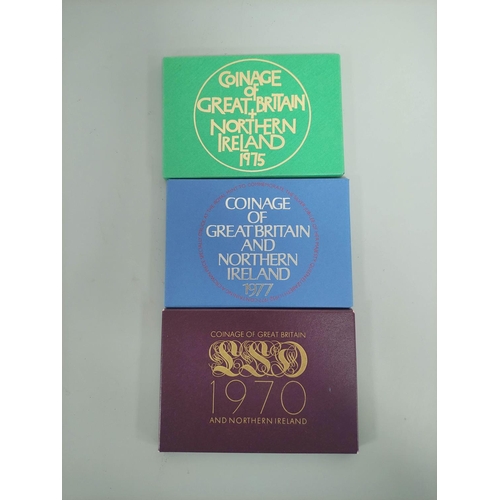 COINAGE
OF
GREAT BRITAIN
+
NORTHERN
IRELAND
1975
COINAGE
OF
GREAT BRITAIN
AND
NORTHERN
IRELAND
1977
COINAGE OF GREAT BRITAIN
LSD
1970
AND NORTHERN IRELAND